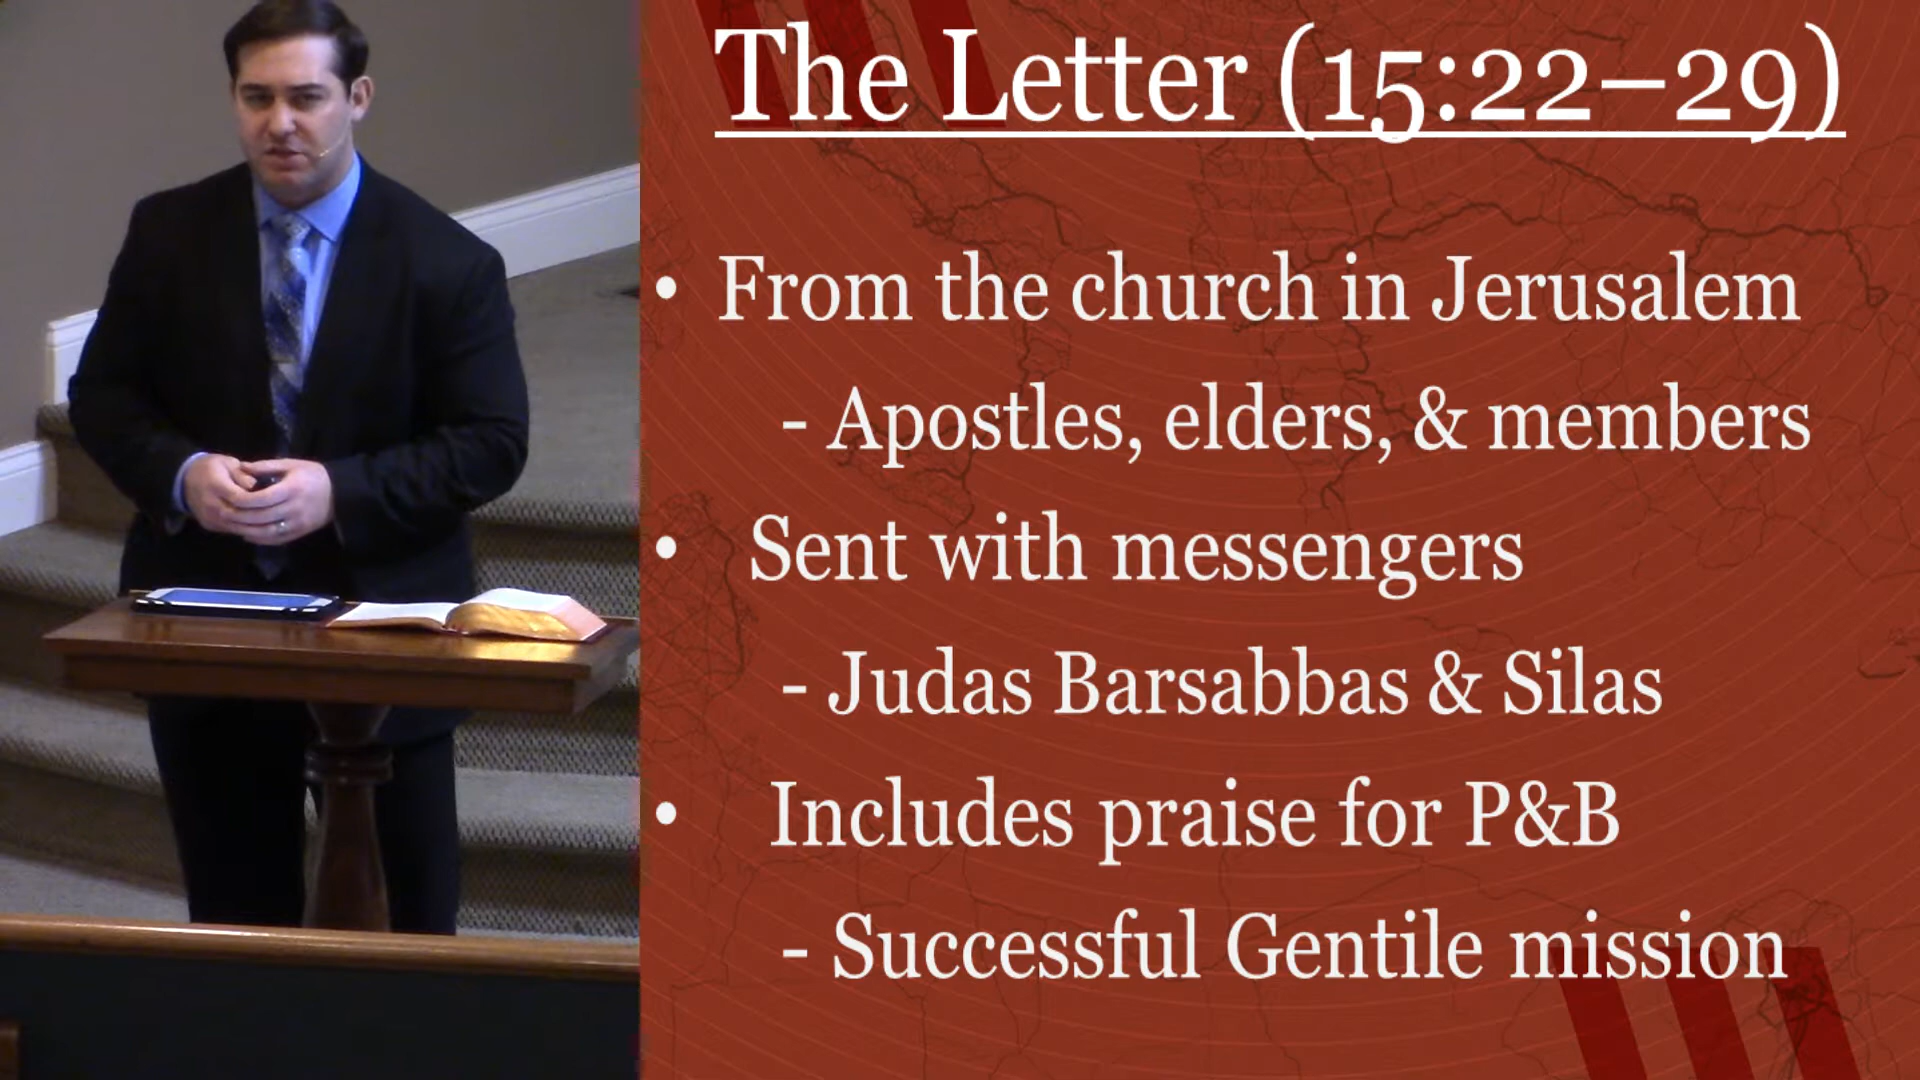 The Letter (15:22–29)
• From the church in Jerusalem
- Apostles, elders, & members
• Sent with messengers
- Judas Barsabbas & Silas
• Includes praise for P&B
- Successful Gentile mission